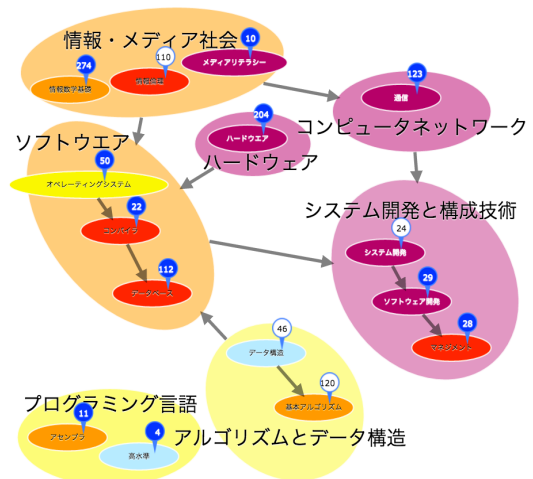 情報・メディア社会
10
274
110
メディアリテラシー
情報数学基礎
情報倫理
123
通信
コンピュータネットワーク
204
ハードウエア
ハードウェア
ソフトウエア
50
オペレーティングシステム
22
コンパイラ
112
データベース
システム開発と構成技術
24
システム開発
29
ソフトウェア開発
28
マネジメント
46
データ構造
120
基本アルゴリズム
アルゴリズムとデータ構造
プログラミング言語
11
アセンブラ
4
高水準